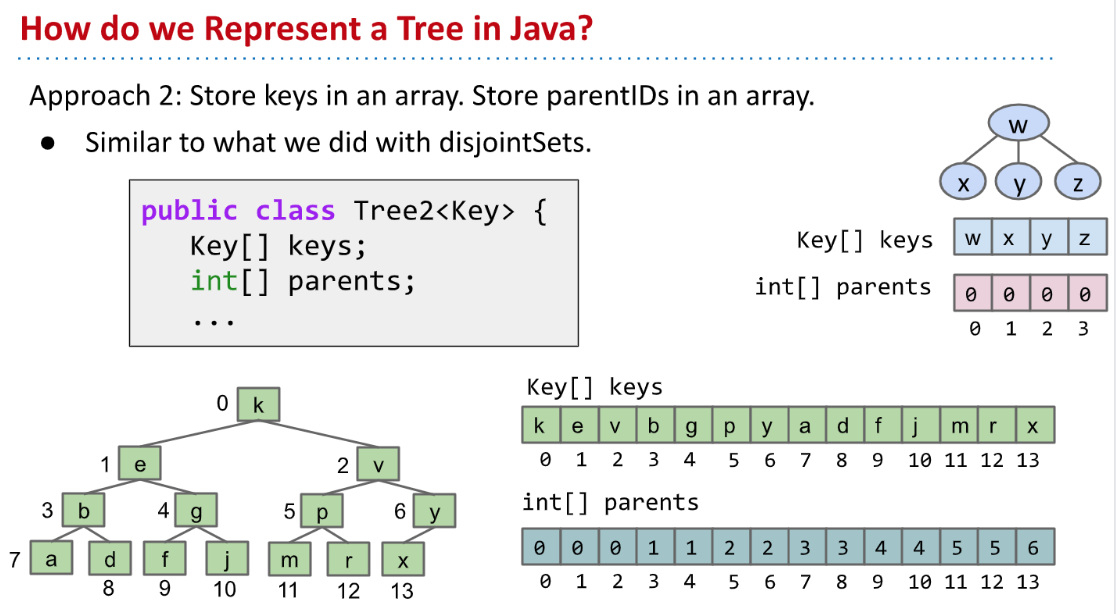 How do we Represent a Tree in Java?
Approach 2: Store keys in an array. Store parentIDs in an array.
● Similar to what we did with disjointSets.
public class Tree2<Key> {
Key[] keys;
int[] parents;
...
w
x y z
Key[] keys w x y z
int[] parents 0 0 0 0
0 1 2 3
0 k
1 e 2 v
3 b 4 g 5 p 6 y
7 a d f j m r x
8 9 10 11 12 13
Key[] keys
k e v b g p y a d f j m r x
0 1 2 3 4 5 6 7 8 9 10 11 12 13
int[] parents
0 0 0 1 1 2 2 3 3 4 4 5 5 6
0 1 2 3 4 5 6 7 8 9 10 11 12 13